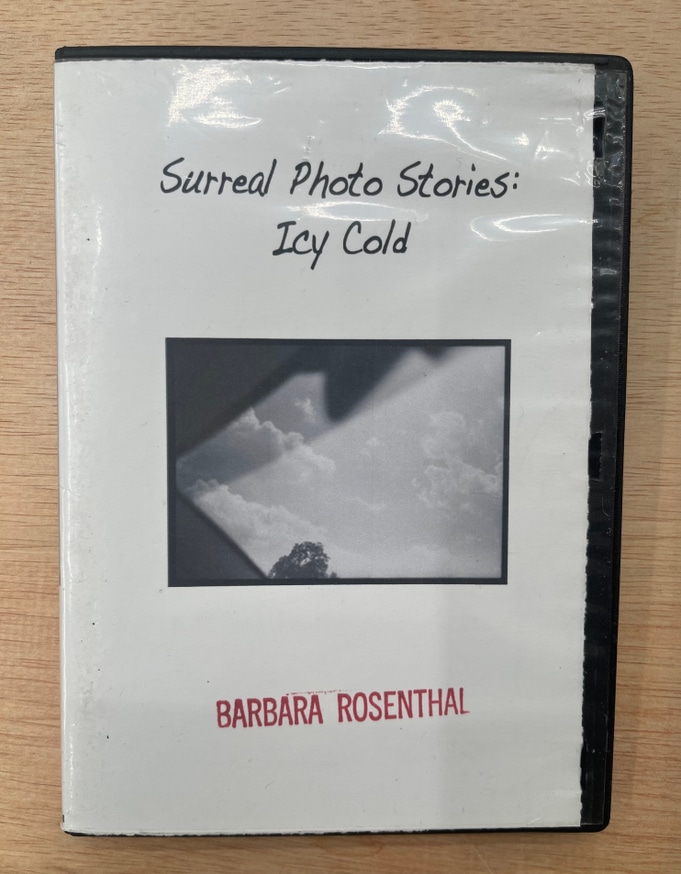 Surreal Photo Stories:
Icy Cold
BARBARA ROSENTHAL